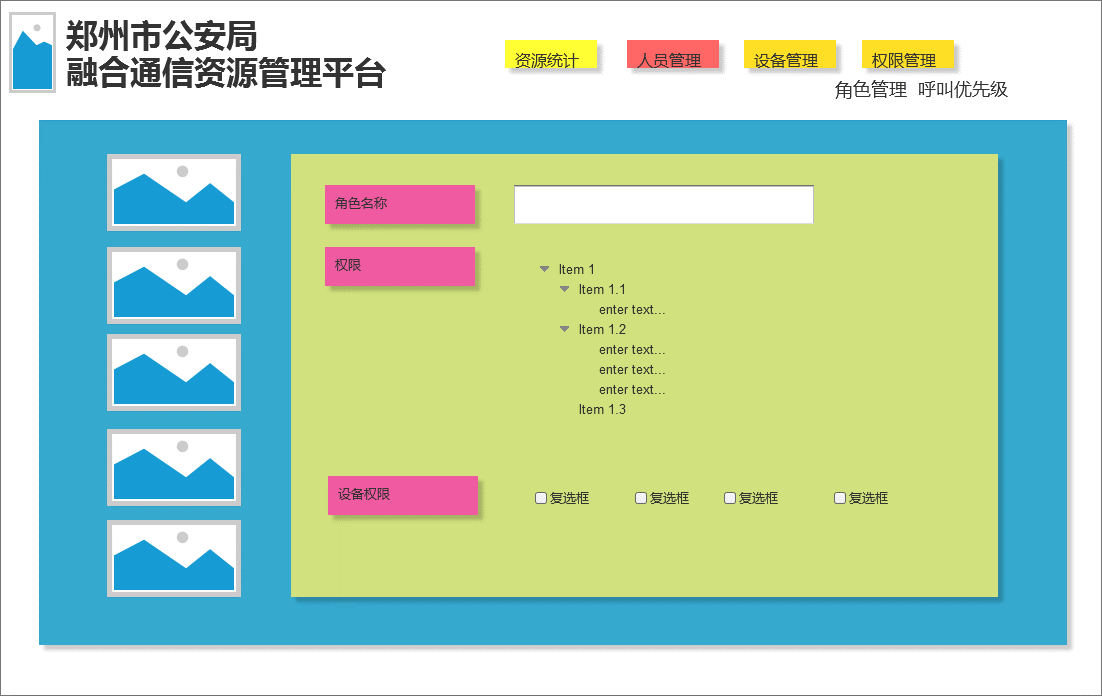 郑州市公安局
融合通信资源管理平台
资源统计 人员管理 设备管理 权限管理
角色管理 呼叫优先级
角色名称
权限
Item 1
Item 1.1
enter text...
Item 1.2
enter text...
enter text...
enter text...
Item 1.3
设备权限 复选框 复选框 复选框 复选框